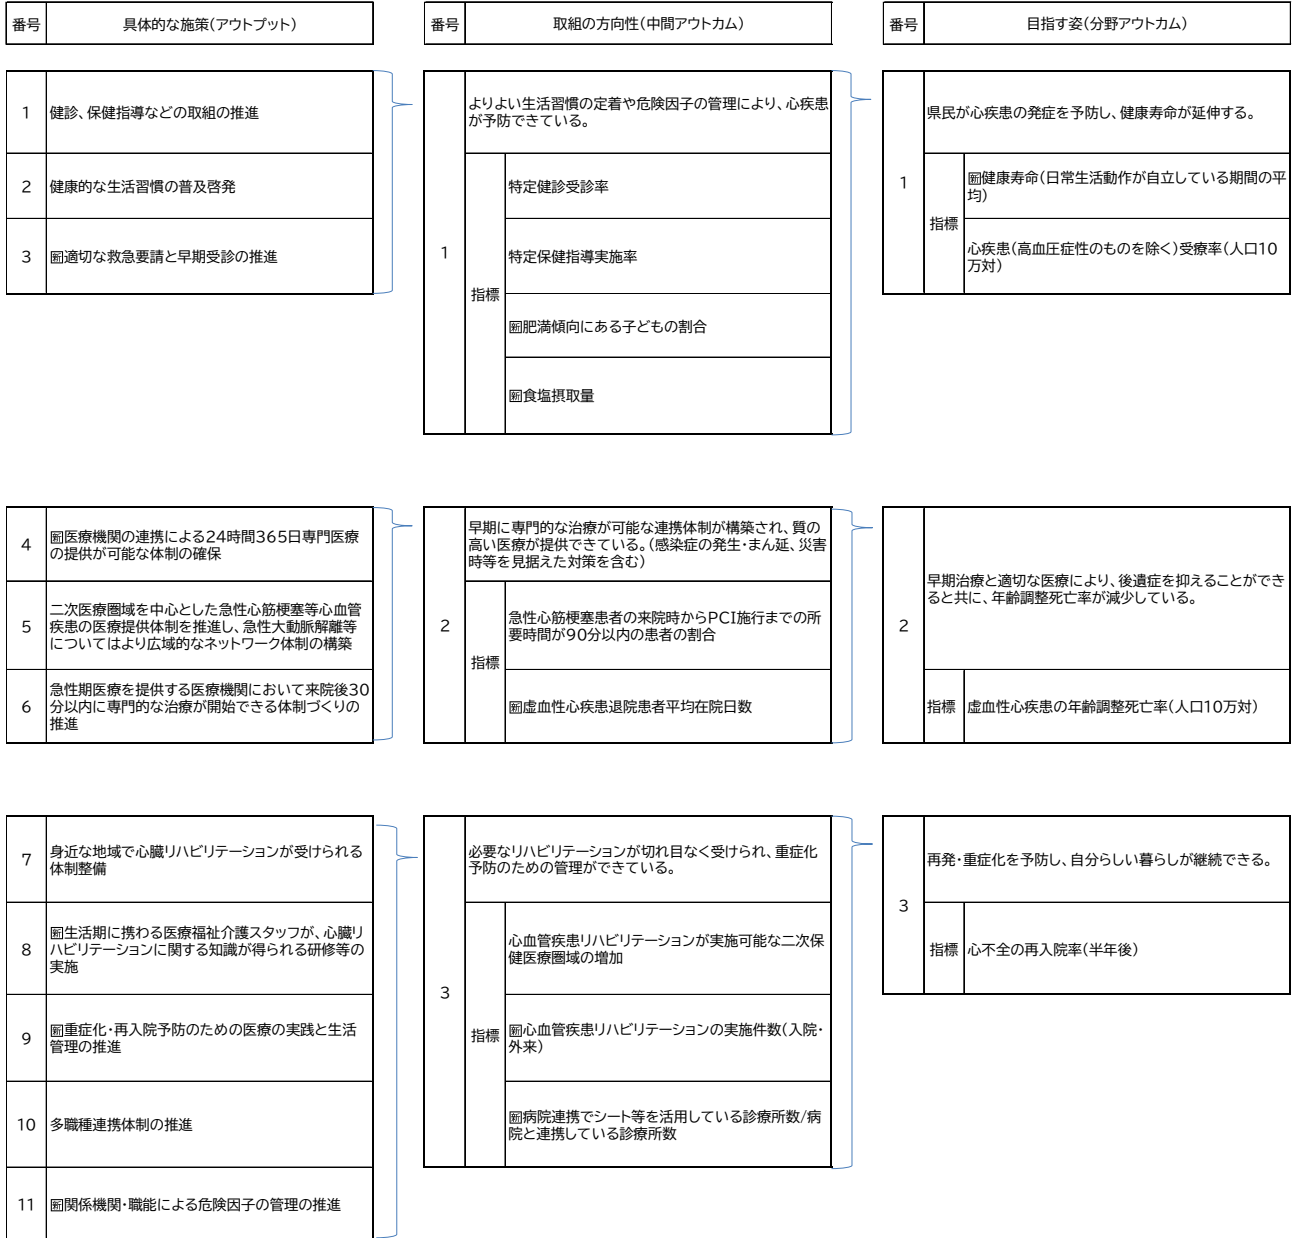 番号
具体的な施策(アウトプット)
番号
取組の方向性(中間アウトカム)
番号
目指す姿(分野アウトカム)
1
健診、保健指導などの取組の推進
2
健康的な生活習慣の普及啓発
3
🈟適切な救急要請と早期受診の推進
1
よりよい生活習慣の定着や危険因子の管理により、心疾患
が予防できている。
指標
特定健診受診率
特定保健指導実施率
🈟肥満傾向にある子どもの割合
🈟食塩摂取量
1
県民が心疾患の発症を予防し、健康寿命が延伸する。
指標
🈟健康寿命(日常生活動作が自立している期間の平
均)
心疾患(高血圧症性のものを除く)受療率(人口10
万対)
4
🈟医療機関の連携による24時間365日専門医療
の提供が可能な体制の確保
5
二次医療圏域を中心とした急性心筋梗塞等心血管
疾患の医療提供体制を推進し、急性大動脈解離等
についてはより広域的なネットワーク体制の構築
6
急性期医療を提供する医療機関において来院後30
分以内に専門的な治療が開始できる体制づくりの
推進
2
早期に専門的な治療が可能な連携体制が構築され、質の
高い医療が提供できている。(感染症の発生・まん延、災害
時等を見据えた対策を含む)
指標
急性心筋梗塞患者の来院時からPCI施行までの所
要時間が90分以内の患者の割合
🈟虚血性心疾患退院患者平均在院日数
2
早期治療と適切な医療により、後遺症を抑えることができ
ると共に、年齢調整死亡率が減少している。
指標
虚血性心疾患の年齢調整死亡率(人口10万対)
7
身近な地域で心臓リハビリテーションが受けられる
体制整備
8
🈟生活期に携わる医療福祉介護スタッフが、心臓リ
ハビリテーションに関する知識が得られる研修等の
実施
9
🈟重症化・再入院予防のための医療の実践と生活
管理の推進
10
多職種連携体制の推進
11
🈟関係機関・職能による危険因子の管理の推進
3
必要なリハビリテーションが切れ目なく受けられ、重症化
予防のための管理ができている。
指標
心血管疾患リハビリテーションが実施可能な二次保
健医療圏域の増加
🈟心血管疾患リハビリテーションの実施件数(入院・
外来)
🈟病院連携でシート等を活用している診療所数/病
院と連携している診療所数
3
再発・重症化を予防し、自分らしい暮らしが継続できる。
指標
心不全の再入院率(半年後)